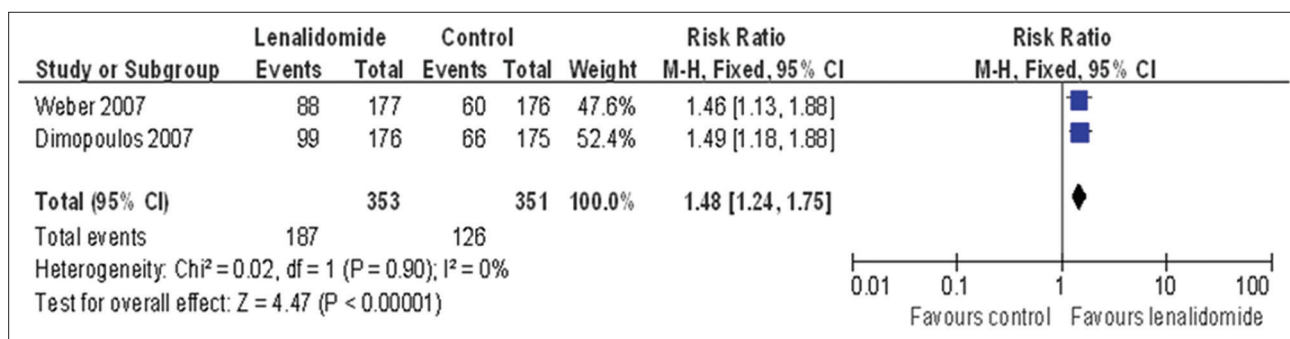 Lenalidomide Control Risk Ratio Risk Ratio
Study or Subgroup Events Total Events Total Weight M-H, Fixed, 95% CI M-H, Fixed, 95% CI
Weber 2007 88 177 60 176 47.6% 1.46 [1.13, 1.88]
Dimopoulos 2007 99 176 66 175 52.4% 1.49 [1.18, 1.88]
Total (95% CI) 353 351 100.0% 1.48 [1.24, 1.75]
Total events 187 126
Heterogeneity: Chi² = 0.02, df = 1 (P = 0.90); I² = 0%
Test for overall effect: Z = 4.47 (P < 0.00001)
0.01 0.1 1 10 100
Favours control Favours lenalidomide